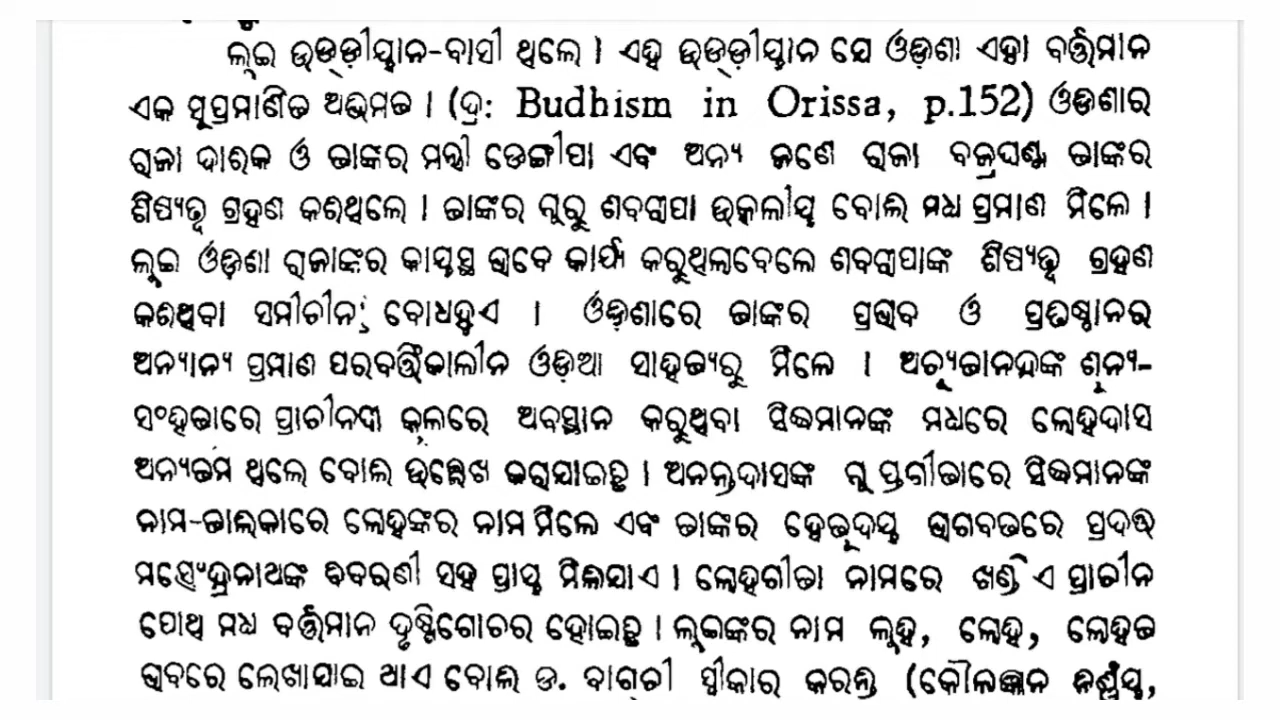 ଲୂଇ ଉଡ୍ଡ଼ୀୟାନ-ବାସୀ ଥିଲେ । ଏହି ଉଡ୍ଡ଼ୀୟାନ ଯେ ଓଡ଼ିଶା ଏହା ବର୍ତ୍ତମାନ
ଏକ ସୁପ୍ରମାଣିତ ଅଭିମତ । (ଦ୍ର: Budhism in Orissa, p.152) ଓଡ଼ିଶାର
ରାଜା ଦାରିକ ଓ ତାଙ୍କର ମନ୍ତ୍ରୀ ଡେଙ୍ଗୀପା ଏବଂ ଅନ୍ୟ ଜଣେ ରାଜା ବଜ୍ରଘଣ୍ଟ ତାଙ୍କର
ଶିଷ୍ୟତ୍ୱ ଗ୍ରହଣ କରିଥିଲେ । ତାଙ୍କର ଗୁରୁ ଶବରୀପା ଉତ୍କଳୀୟ ବୋଲି ମଧ୍ୟ ପ୍ରମାଣ ମିଳେ ।
ଲୂଇ ଓଡ଼ିଶା ରାଜାଙ୍କର କାୟସ୍ଥ ଭାବେ କାର୍ଯ୍ୟ କରୁଥିଲାବେଳେ ଶବରୀପାଙ୍କ ଶିଷ୍ୟତ୍ୱ ଗ୍ରହଣ
କରିଥିବା ସମୀଚୀନ ବୋଧହୁଏ । ଓଡ଼ିଶାରେ ତାଙ୍କର ପ୍ରଭାବ ଓ ପ୍ରତିଷ୍ଠାନର
ଅନ୍ୟାନ୍ୟ ପ୍ରମାଣ ପରବର୍ତ୍ତୀକାଳୀନ ଓଡ଼ିଆ ସାହିତ୍ୟରୁ ମିଳେ । ଅଚ୍ୟୁତାନନ୍ଦଙ୍କ ଶୂନ୍ୟ-
ସଂହିତାରେ ପ୍ରାଚୀନଦୀ କୂଳରେ ଅବସ୍ଥାନ କରୁଥିବା ସିଦ୍ଧମାନଙ୍କ ମଧ୍ୟରେ ଲୋହିଦାସ
ଅନ୍ୟତମ ଥିଲେ ବୋଲି ଉଲ୍ଲେଖ କରାଯାଇଛି । ଅନନ୍ତଦାସଙ୍କ ଗୁପ୍ତଗୀତାରେ ସିଦ୍ଧମାନଙ୍କ
ନାମ-ତାଲିକାରେ ଲୋହିଙ୍କର ନାମ ମିଳେ ଏବଂ ତାଙ୍କର ହେତୁଦୟ ଭାଗବତରେ ପ୍ରଦତ୍ତ
ମତ୍ସ୍ୟେନ୍ଦ୍ରନାଥଙ୍କ ବିବରଣୀ ସହ ପ୍ରାୟ ମିଳିଯାଏ । ଲୋହିଗୀତା ନାମରେ ଖଣ୍ଡିଏ ପ୍ରାଚୀନ
ପୋଥି ମଧ୍ୟ ବର୍ତ୍ତମାନ ଦୃଷ୍ଟିଗୋଚର ହୋଇଛି । ଲୂଇଙ୍କର ନାମ ଲୂହି, ଲୋହି, ଲୋହିତ
ଭାବରେ ଲେଖାଯାଇ ଥାଏ ବୋଲି ଡ. ବାଗଚୀ ସ୍ୱୀକାର କରନ୍ତି (କୌଳଜ୍ଞାନ ନିର୍ଣ୍ଣୟ,